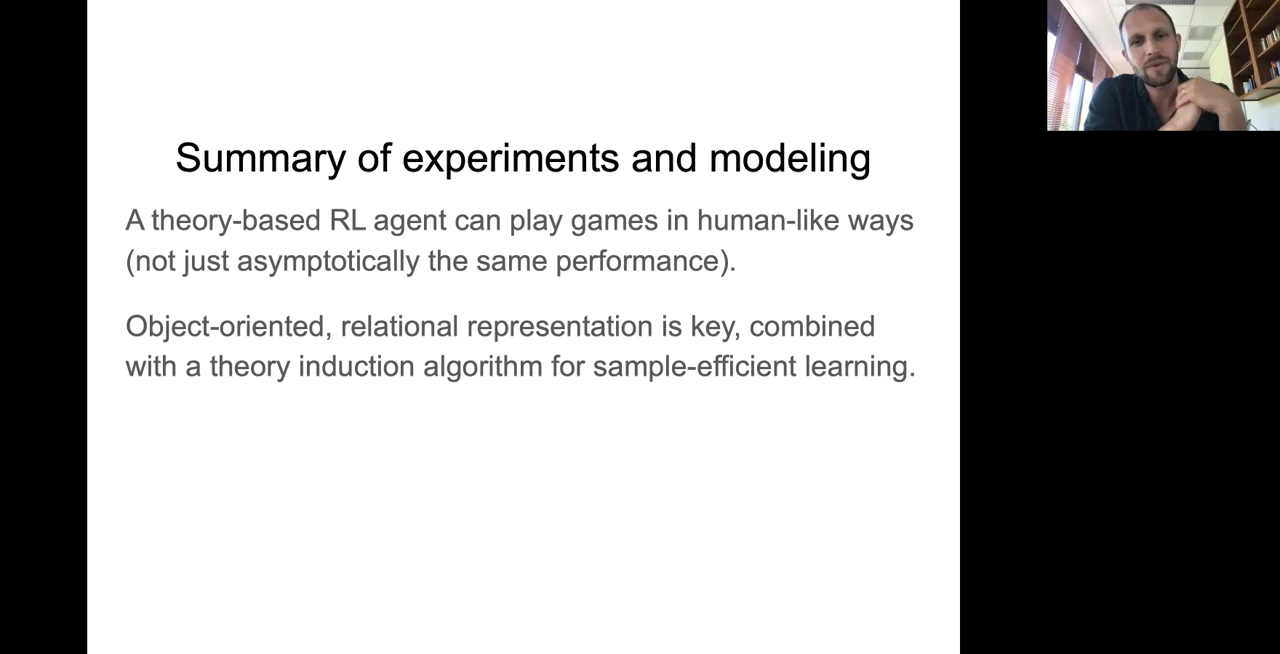 Summary of experiments and modeling
A theory-based RL agent can play games in human-like ways
(not just asymptotically the same performance).
Object-oriented, relational representation is key, combined
with a theory induction algorithm for sample-efficient learning.